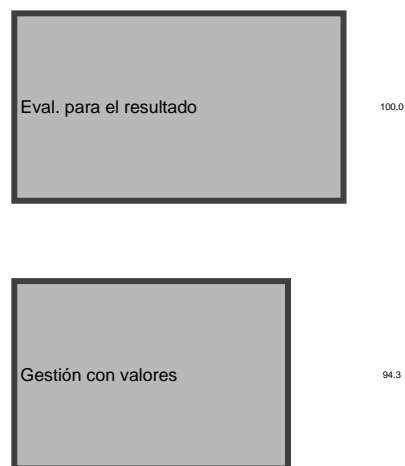 Eval. para el resultado
100.0
Gestión con valores
94.3